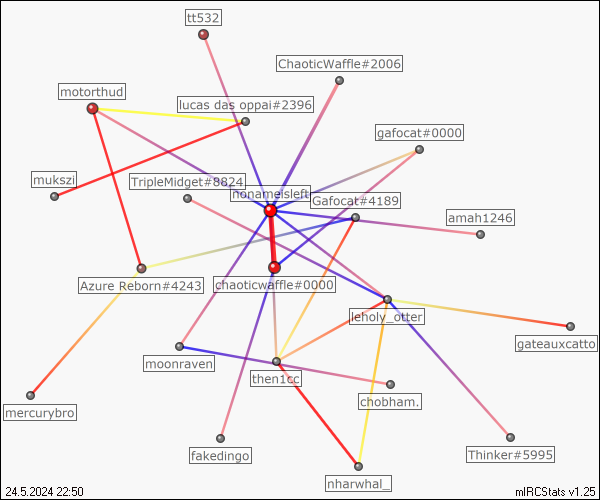 tt532
ChaoticWaffle#2006
motorthud
lucas das oppai#2396
gafocat#0000
mukszi
TripleMidget#8824
nonameisleft
Gafocat#4189
amah1246
Azure Reborn#4243
chaoticwaffle#0000
leholy_otter
gateauxcatto
moonraven
then1cc
chobham.
mercurybro
fakedingo
Thinker#5995
nharwhal_
24.5.2024 22:50
mIRCStats v1.25